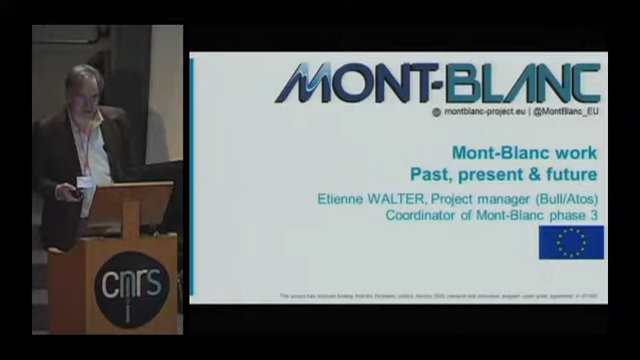 MONT-BLANC
montblanc-project.eu | @MontBlanc_EU
Mont-Blanc work
Past, present & future
Etienne WALTER, Project manager (Bull/Atos)
Coordinator of Mont-Blanc phase 3
cnrs